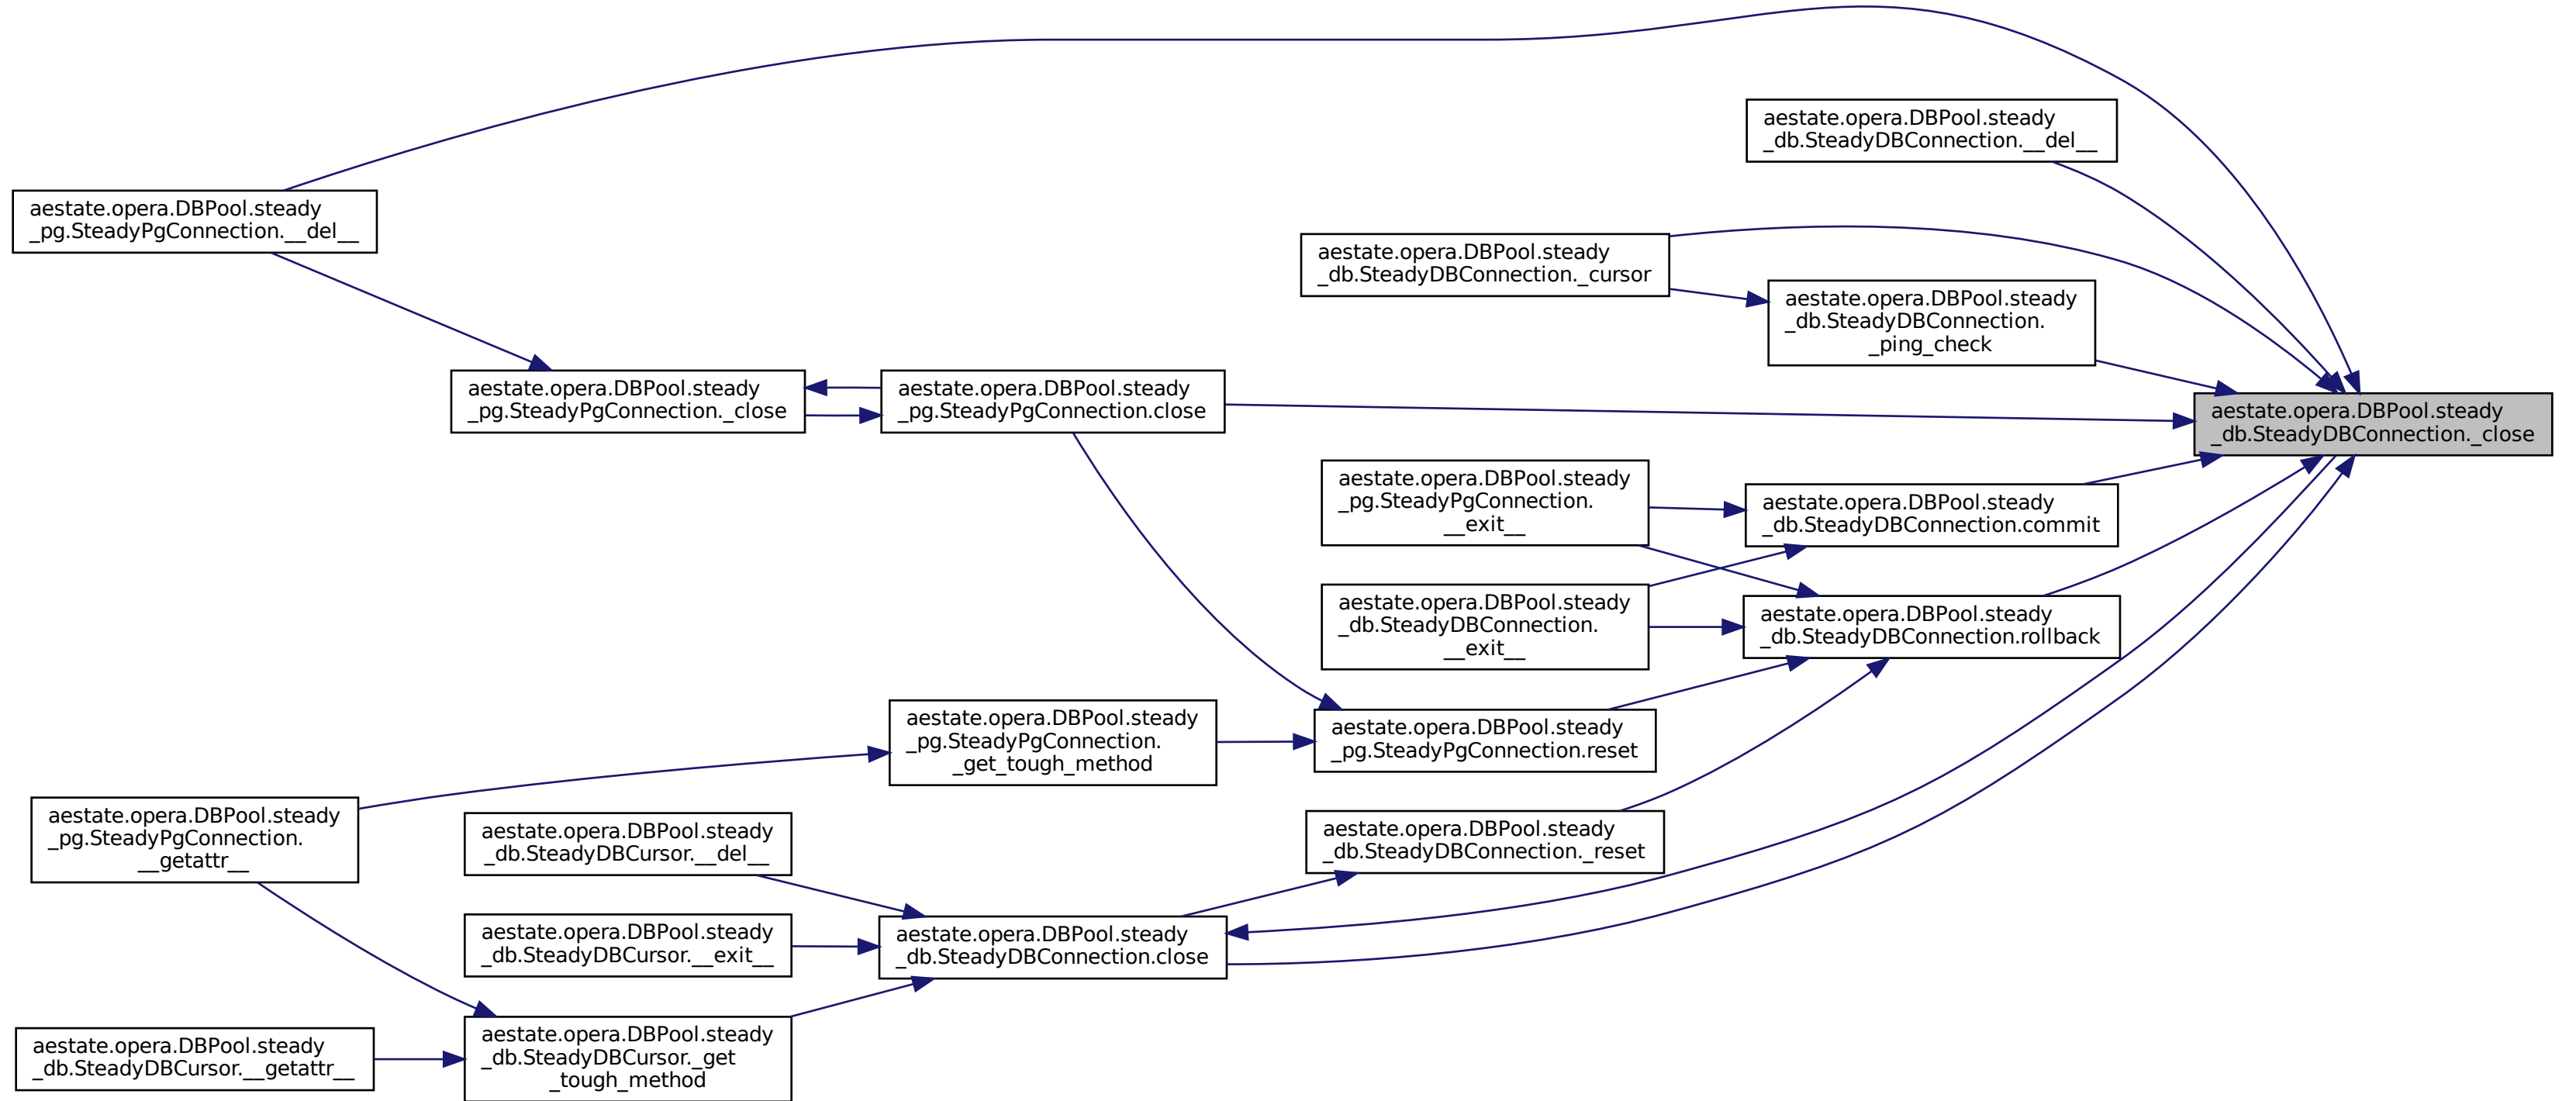 aestate.opera.DBPool.steady
_db.SteadyDBConnection.__del__
aestate.opera.DBPool.steady
_pg.SteadyPgConnection.__del__
aestate.opera.DBPool.steady
_db.SteadyDBConnection._cursor
aestate.opera.DBPool.steady
_db.SteadyDBConnection.
_ping_check
aestate.opera.DBPool.steady
_pg.SteadyPgConnection._close
aestate.opera.DBPool.steady
_pg.SteadyPgConnection.close
aestate.opera.DBPool.steady
_db.SteadyDBConnection._close
aestate.opera.DBPool.steady
_pg.SteadyPgConnection.
__exit__
aestate.opera.DBPool.steady
_db.SteadyDBConnection.commit
aestate.opera.DBPool.steady
_db.SteadyDBConnection.
__exit__
aestate.opera.DBPool.steady
_db.SteadyDBConnection.rollback
aestate.opera.DBPool.steady
_pg.SteadyPgConnection.
_get_tough_method
aestate.opera.DBPool.steady
_pg.SteadyPgConnection.reset
aestate.opera.DBPool.steady
_pg.SteadyPgConnection.
__getattr__
aestate.opera.DBPool.steady
_db.SteadyDBCursor.__del__
aestate.opera.DBPool.steady
_db.SteadyDBConnection._reset
aestate.opera.DBPool.steady
_db.SteadyDBCursor.__exit__
aestate.opera.DBPool.steady
_db.SteadyDBConnection.close
aestate.opera.DBPool.steady
_db.SteadyDBCursor.__getattr__
aestate.opera.DBPool.steady
_db.SteadyDBCursor._get
_tough_method